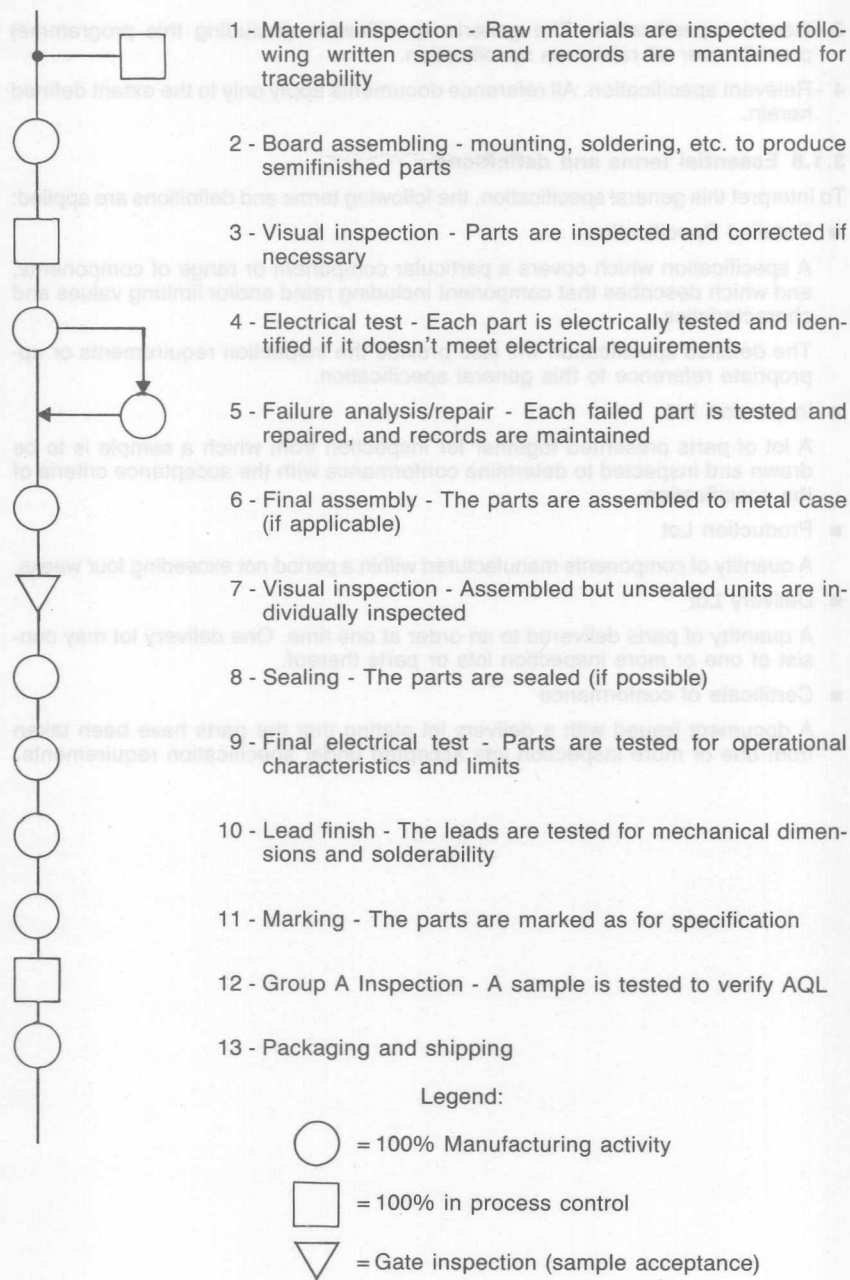 1 - Material inspection - Raw materials are inspected follo-
wing written specs and records are mantained for
traceability
2 - Board assembling - mounting, soldering, etc. to produce
semifinished parts
3 - Visual inspection - Parts are inspected and corrected if
necessary
4 - Electrical test - Each part is electrically tested and iden-
tified if it doesn't meet electrical requirements
5 - Failure analysis/repair - Each failed part is tested and
repaired, and records are maintained
6 - Final assembly - The parts are assembled to metal case
(if applicable)
7 - Visual inspection - Assembled but unsealed units are in-
dividually inspected
8 - Sealing - The parts are sealed (if possible)
9 - Final electrical test - Parts are tested for operational
characteristics and limits
10 - Lead finish - The leads are tested for mechanical dimen-
sions and solderability
11 - Marking - The parts are marked as for specification
12 - Group A Inspection - A sample is tested to verify AQL
13 - Packaging and shipping
Legend:
= 100% Manufacturing activity
= 100% in process control
= Gate inspection (sample acceptance)